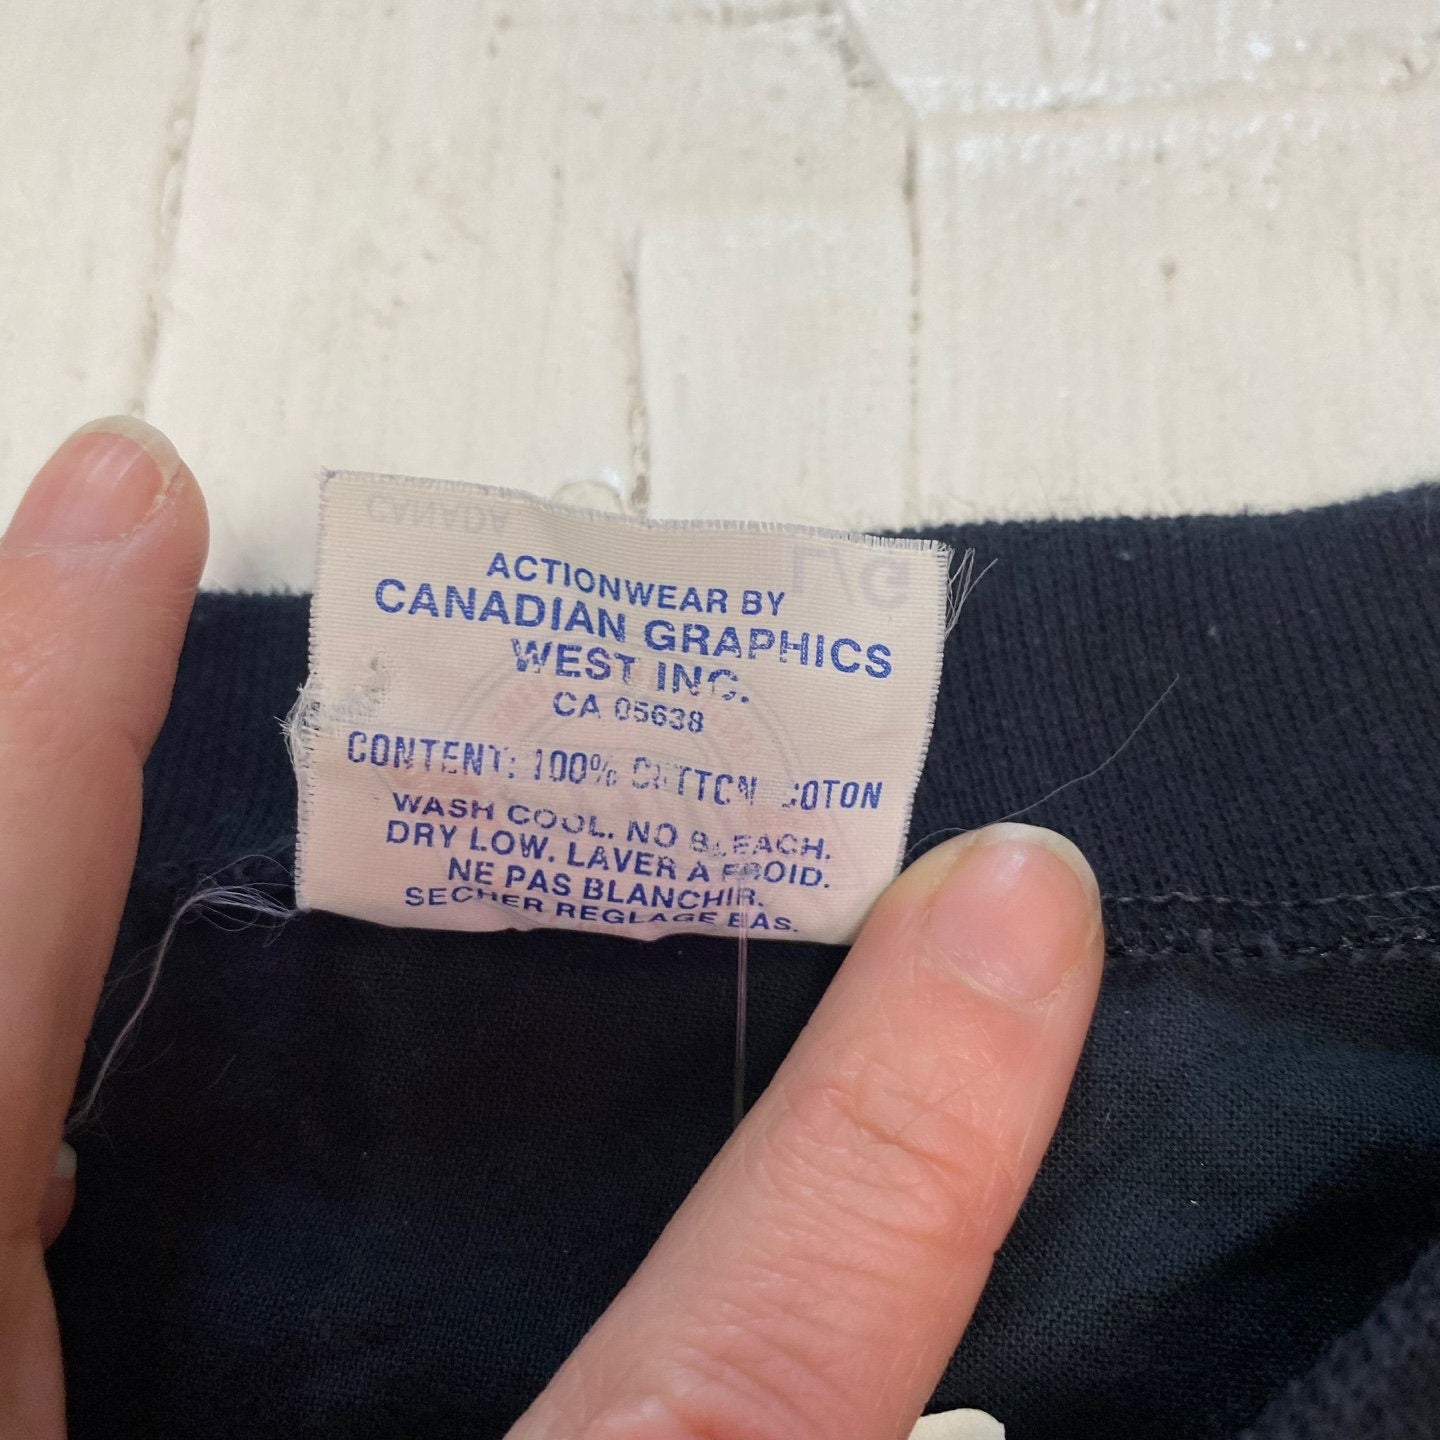 CANADA
L/G
ACTIONWEAR BY
CANADIAN GRAPHICS
WEST INC.
CA 05638
CONTENT: 100% COTTON COTON
WASH COOL. NO BLEACH.
DRY LOW. LAVER A FROID.
NE PAS BLANCHIR.
SECHER REGLAGE BAS.